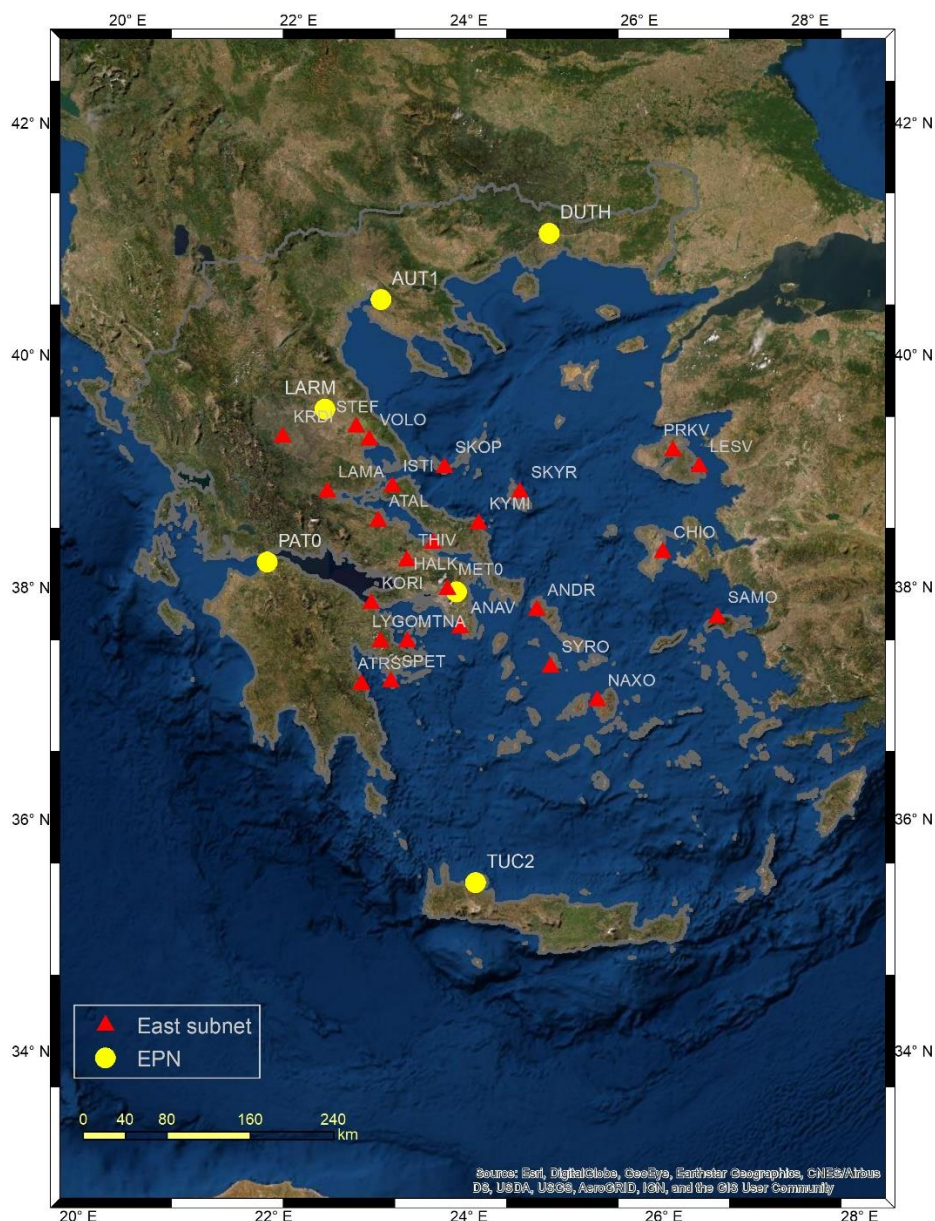 20° E 22° E 24° E 26° E 28° E
42° N 42° N
DUTH
AUT1
40° N 40° N
LARM
STEF
KRDI
VOLO
PRKV
LESV
SKOP
LAMA
ISTI
SKYR
ATAL
KYMI
CHIO
THIV
PAT0
HALK
MET0
38° N 38° N
KORI
ANDR
SAMO
ANAV
LYGOMTNA
SYRO
ATRS
SPET
NAXO
36° N 36° N
TUC2
East subnet
34° N 34° N
EPN
0 40 80 160 240
km
Source: Esri, DigitalGlobe, GeoEye, Earthstar Geographics, CNES/Airbus
DS, USDA, USGS, AeroGRID, IGN, and the GIS User Community
20° E 22° E 24° E 26° E 28° E